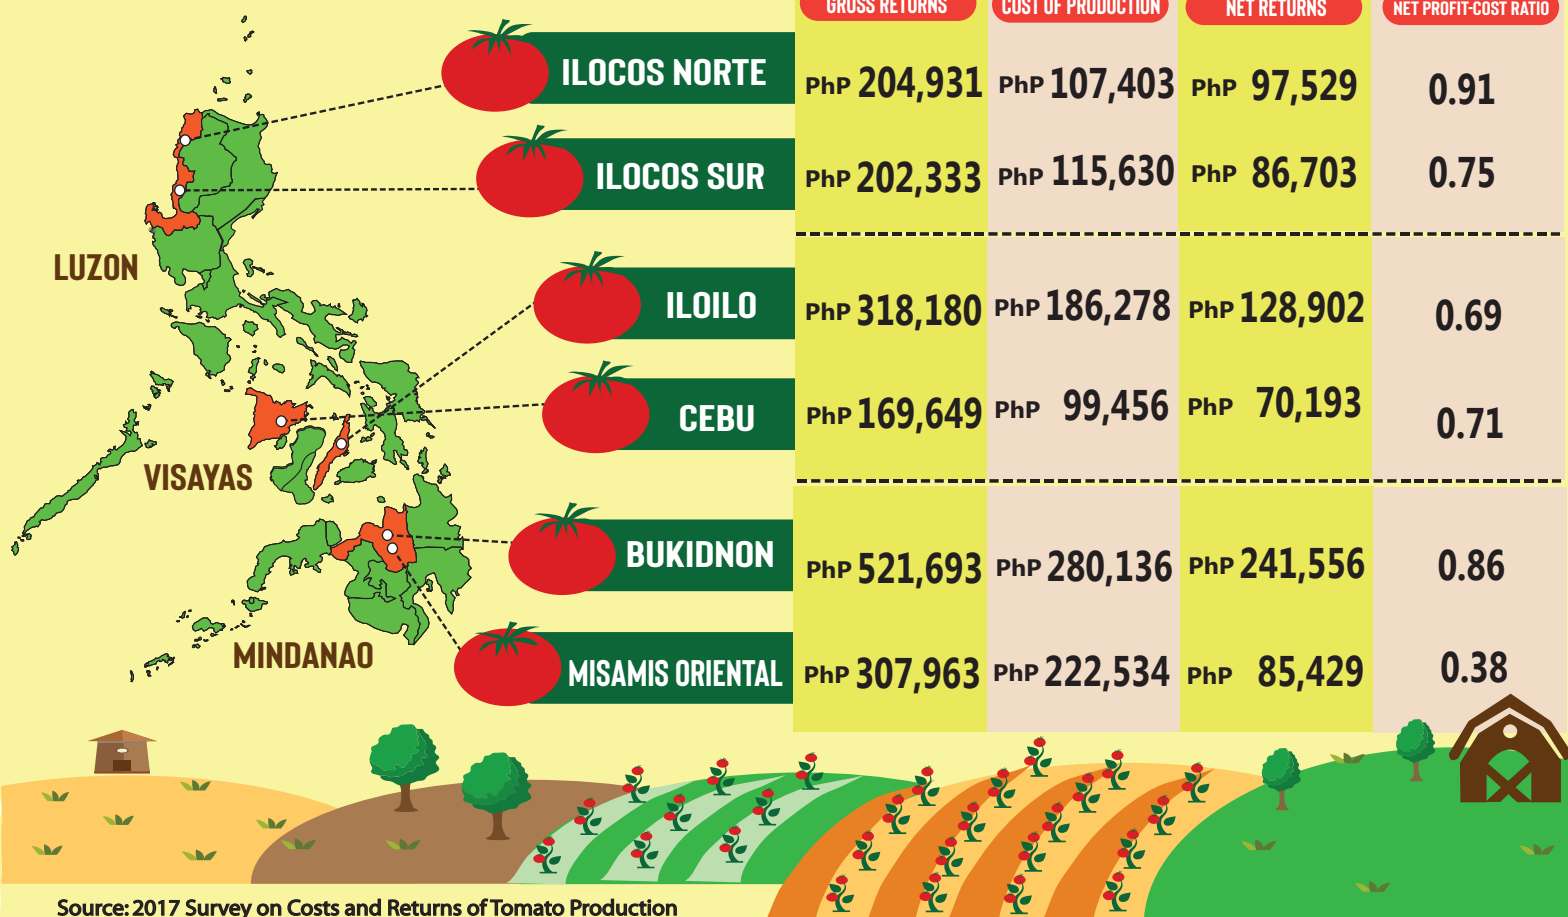 GROSS RETURNS COST OF PRODUCTION NET RETURNS NET PROFIT-COST RATIO
ILOCOS NORTE PhP 204,931 PhP 107,403 PhP 97,529 0.91
ILOCOS SUR PhP 202,333 PhP 115,630 PhP 86,703 0.75
LUZON
ILOILO PhP 318,180 PhP 186,278 PhP 128,902 0.69
CEBU PhP 169,649 PhP 99,456 PhP 70,193 0.71
VISAYAS
BUKIDNON PhP 521,693 PhP 280,136 PhP 241,556 0.86
MINDANAO
MISAMIS ORIENTAL PhP 307,963 PhP 222,534 PhP 85,429 0.38
Source: 2017 Survey on Costs and Returns of Tomato Production